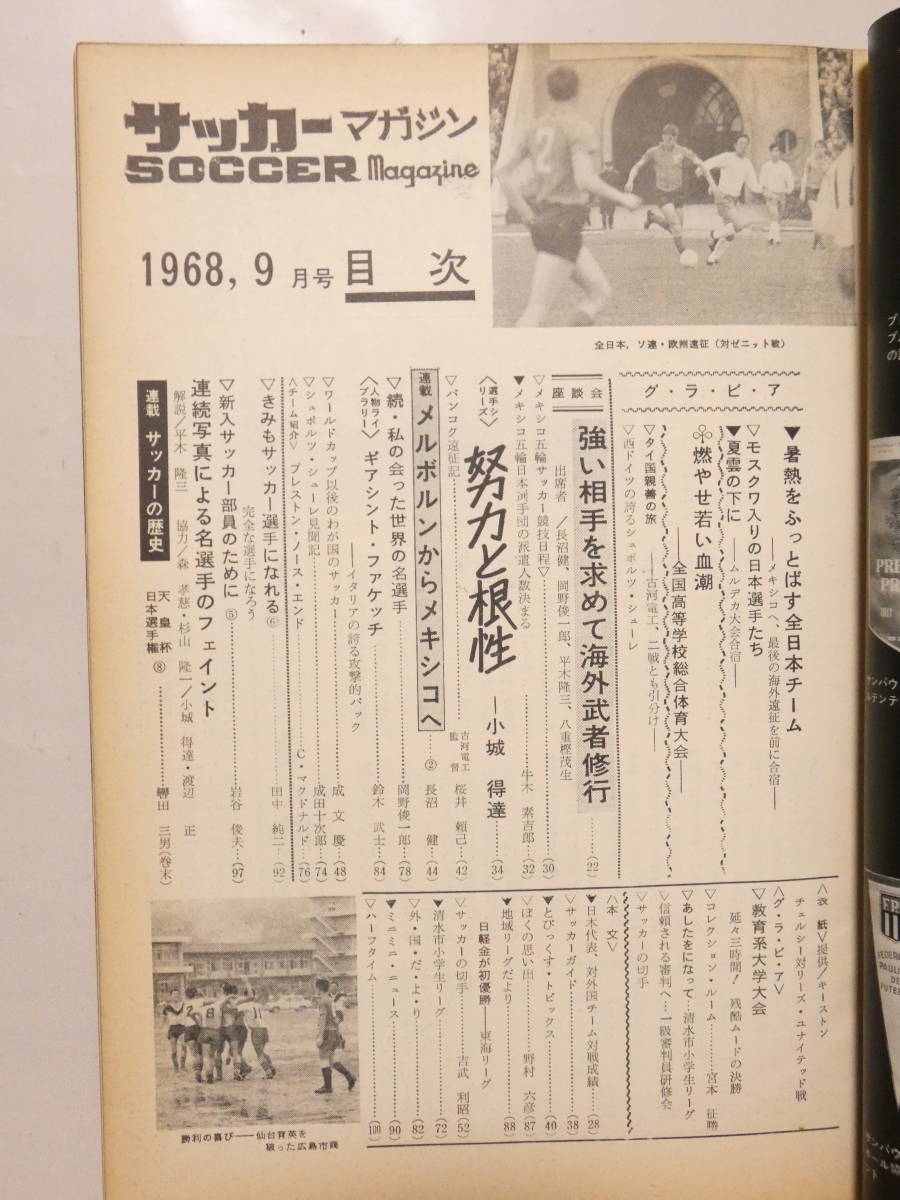 サッカーマガジン
SOCCER Magazine
1968, 9月号 目次
全日本，ソ連・欧州遠征（対ゼニット戦）
グ・ラ・ビ・ア
▼暑熱をふっとばす全日本チーム
――メキシコへ、最後の海外遠征を前に合宿――
▽モスクワ入りの日本選手たち
▼夏雲の下に――ムルデカ大会合宿――
燃やせ若い血潮
――全国高等学校総合体育大会――
▽タイ国親善の旅――古河電工、二戦とも引分け――
▽西ドイツの誇るシュポルツ・シューレ
座談会
強い相手を求めて海外武者修行………(22)
出席者／長沼健、岡野俊一郎、平木隆三、八重樫茂生
▽メキシコ五輪サッカー競技日程▽………(30)
▼メキシコ五輪日本選手団の派遣人数決まる………牛木 素吉郎…(32)
〈選手シリーズ〉
努力と根性――小城 得達………(34)
▽バンコク遠征記………古河電工監督 桜井 頼己…(42)
連載 メルボルンからメキシコへ………② 長沼 健…(44)
▽続・私の会った世界の名選手………岡野俊一郎…(78)
〈人物ライブラリー〉 ギアシント・ファケッチ………鈴木 武士…(84)
――イタリアの誇る攻撃的バック
▽ワールドカップ以後のわが国のサッカー………成 文慶…(48)
▽シュポルツ・シューレ見聞記………成田十次郎…(74)
〈チーム紹介〉 プレストン・ノース・エンド………C・マクドナルド…(76)
▽きみもサッカー選手になれる⑥………田中 純二…(92)
完全な選手になろう
▽新入サッカー部員のために⑤………岩谷 俊夫…(97)
連続写真による名選手のフェイント
解説／平木 隆三 協力／森 孝慈・杉山 隆一／小城 得達・渡辺 正
連載 サッカーの歴史 天皇杯 日本選手権⑧………轡田 三男(巻末)
〈表紙〉提供／キーストン
チェルシー対リーズ・ユナイテッド戦
〈グ・ラ・ビ・ア〉
▽教育系大学大会
延々三時間！ 残酷ムードの決勝
▽コレクション・ルーム………宮本 征勝
▽あしたをになって…清水市小学生リーグ
▽信頼される審判へ…一級審判員研修会
▽サッカーの切手
〈本文〉
▼日本代表、対外国チーム対戦成績………(28)
▽サッカーガイド………(38)
▼とびっくす・トピックス………(40)
▽ぼくの思い出………野村 六彦…(87)
▼地域リーグだより………(88)
日軽金が初優勝――東海リーグ
▽サッカーの切手………吉武 利昭…(52)
▼清水市小学生リーグ………(72)
▽外・国・だ・よ・り………(82)
▼ミニミニ・ニュース………(90)
▽ハーフタイム………(100)
勝利の喜び――仙台育英を
破った広島市商